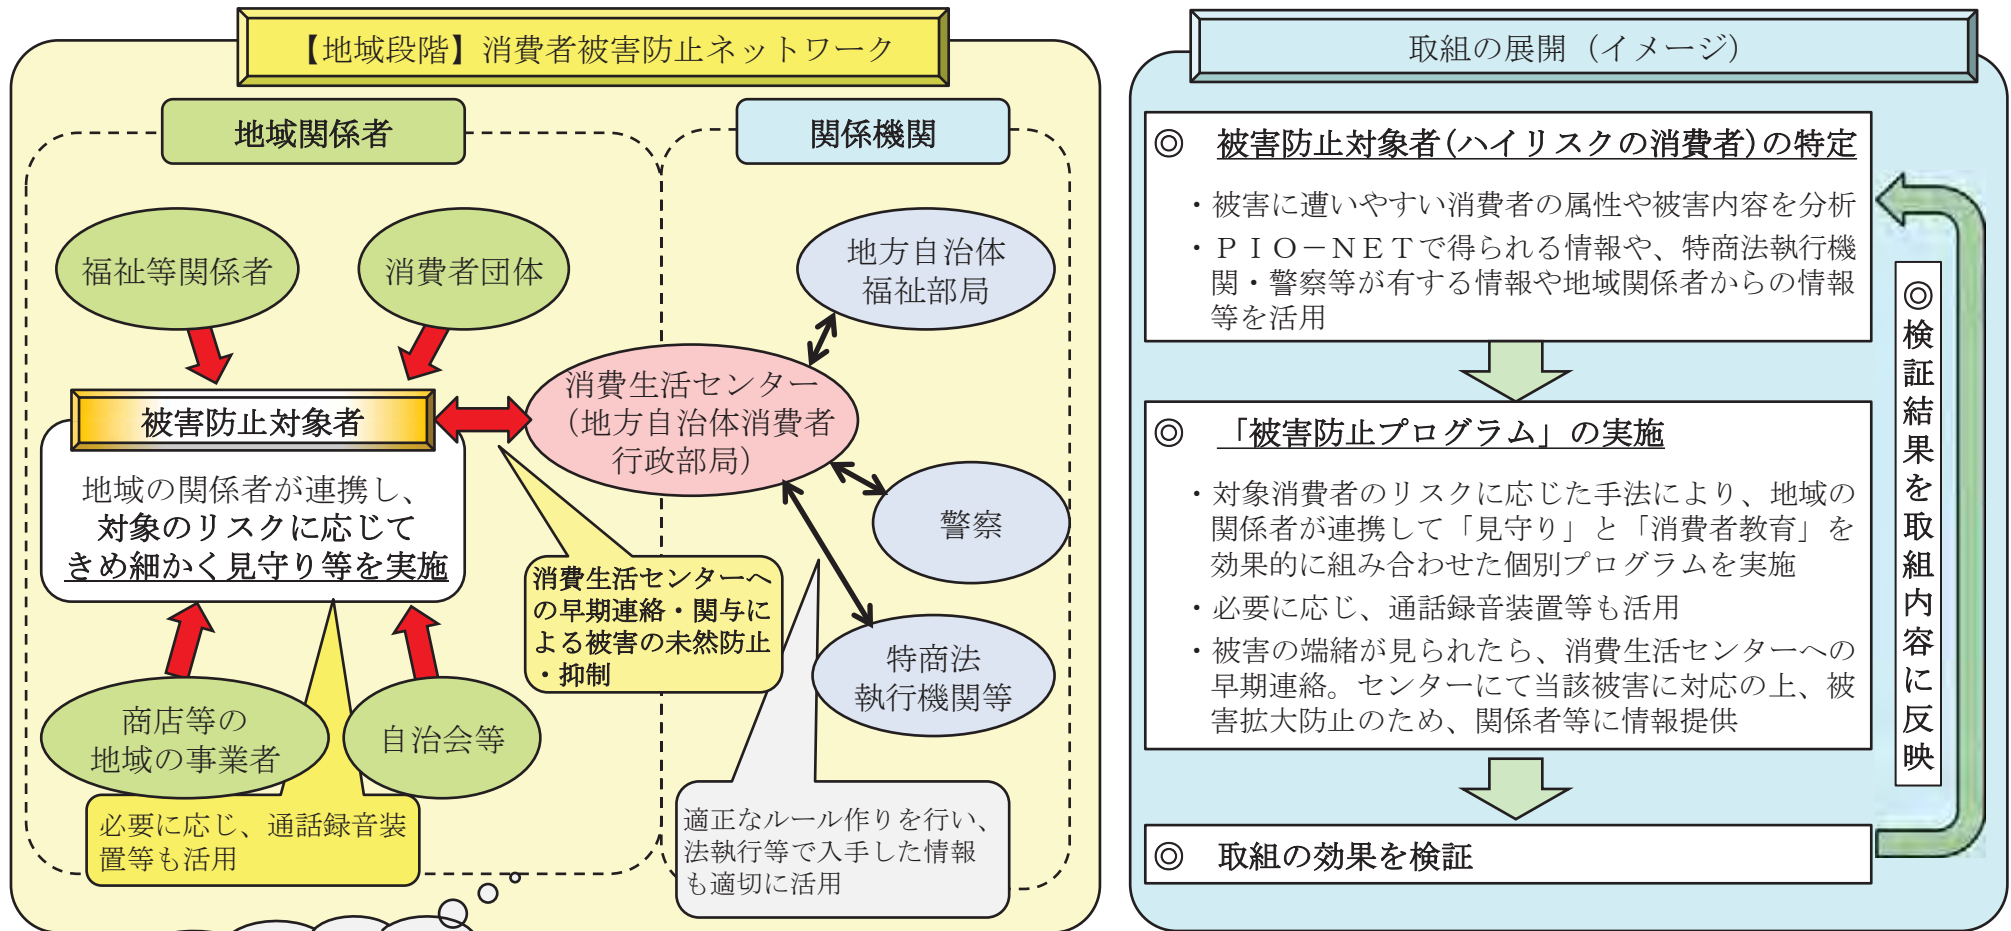 【地域段階】消費者被害防止ネットワーク
地域関係者
関係機関
福祉等関係者
消費者団体
地方自治体
福祉部局
被害防止対象者
地域の関係者が連携し、
対象のリスクに応じて
きめ細かく見守り等を実施
消費生活センター
（地方自治体消費者
行政部局）
警察
消費生活センターへ
の早期連絡・関与に
よる被害の未然防止
・抑制
特商法
執行機関等
商店等の
地域の事業者
自治会等
必要に応じ、通話録音装
置等も活用
適正なルール作りを行い、
法執行等で入手した情報
も適切に活用
取組の展開（イメージ）
◎ 被害防止対象者(ハイリスクの消費者)の特定
・被害に遭いやすい消費者の属性や被害内容を分析
・ＰＩＯ－ＮＥＴで得られる情報や、特商法執行機
関・警察等が有する情報や地域関係者からの情報
等を活用
◎ 「被害防止プログラム」の実施
・対象消費者のリスクに応じた手法により、地域の
関係者が連携して「見守り」と「消費者教育」を
効果的に組み合わせた個別プログラムを実施
・必要に応じ、通話録音装置等も活用
・被害の端緒が見られたら、消費生活センターへの
早期連絡。センターにて当該被害に対応の上、被
害拡大防止のため、関係者等に情報提供
◎ 取組の効果を検証
◎検証結果を取組内容に反映